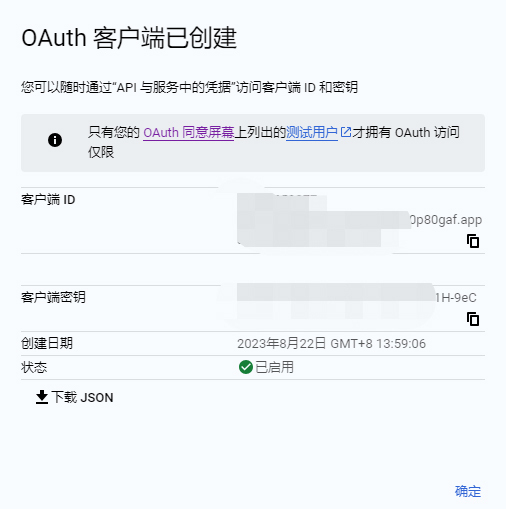 OAuth 客户端已创建
您可以随时通过“API 与服务中的凭据”访问客户端 ID 和密钥
只有您的 OAuth 同意屏幕上列出的测试用户才拥有 OAuth 访问
仅限
客户端 ID
0p80gaf.app
客户端密钥
1H-9eC
创建日期 2023年8月22日 GMT+8 13:59:06
状态 已启用
下载 JSON
确定